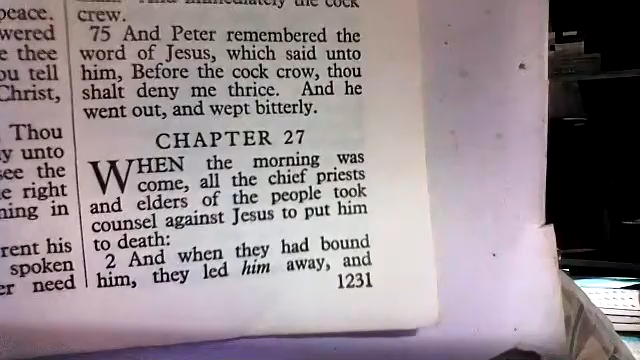 peace.
wered
e thee
ou tell
Christ,
Thou
y unto
see the
e right
ning in
rent his
spoken
er need
And immediately the cock
crew.
75 And Peter remembered the
word of Jesus, which said unto
him, Before the cock crow, thou
shalt deny me thrice. And he
went out, and wept bitterly.
CHAPTER 27
WHEN the morning was
come, all the chief priests
and elders of the people took
counsel against Jesus to put him
to death:
2 And when they had bound
him, they led him away, and
1231